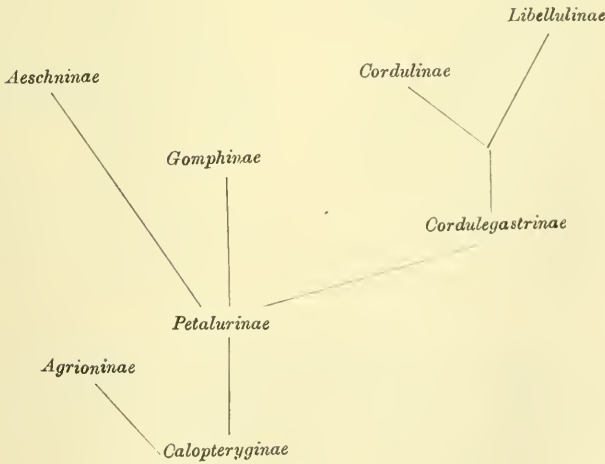 Libellulinae
Cordulinae
Aeschninae
Gomphinae
Cordulegastrinae
Petalurinae
Agrioninae
Calopteryginae